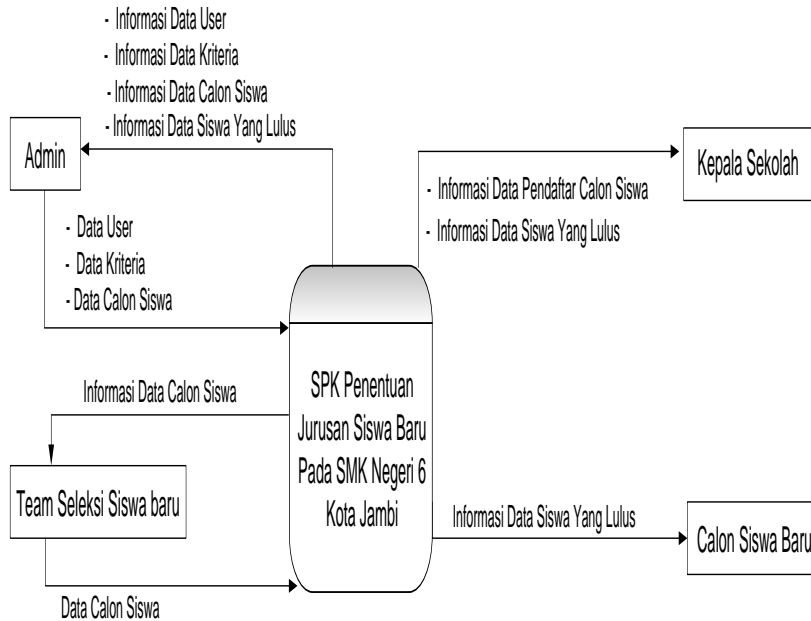 - Informasi Data User
- Informasi Data Kriteria
- Informasi Data Calon Siswa
- Informasi Data Siswa Yang Lulus
Admin
Kepala Sekolah
- Informasi Data Pendaftar Calon Siswa
- Informasi Data Siswa Yang Lulus
- Data User
- Data Kriteria
- Data Calon Siswa
SPK Penentuan
Jurusan Siswa Baru
Pada SMK Negeri 6
Kota Jambi
Informasi Data Calon Siswa
Team Seleksi Siswa baru
Informasi Data Siswa Yang Lulus
Calon Siswa Baru
Data Calon Siswa